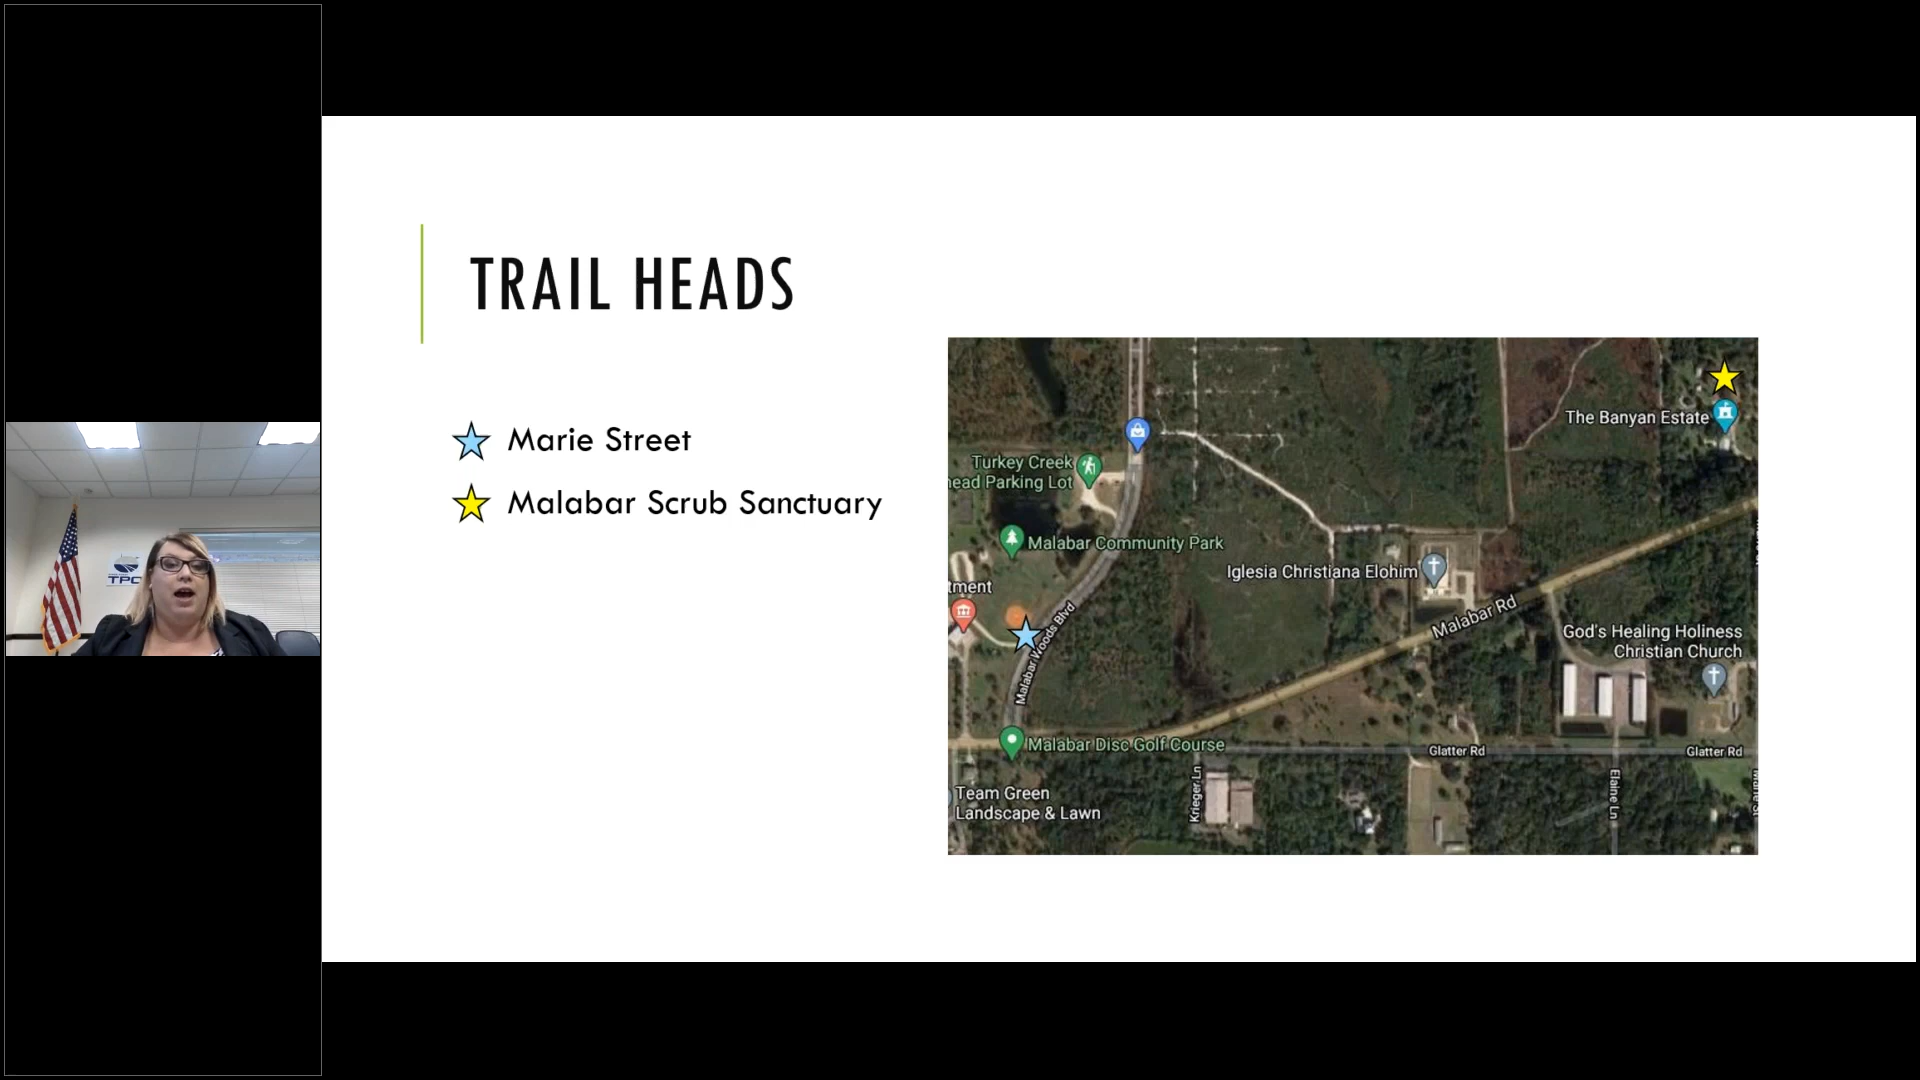 TRAIL HEADS
Marie Street
Malabar Scrub Sanctuary
The Banyan Estate
Turkey Creek
ead Parking Lot
Malabar Community Park
Iglesia Christiana Elohim
tment
Malabar Woods Blvd
Malabar Rd
God's Healing Holiness
Christian Church
Malabar Disc Golf Course
Glatter Rd
Glatter Rd
Krieger Ln
Elaine Ln
Team Green
Landscape & Lawn
TPO